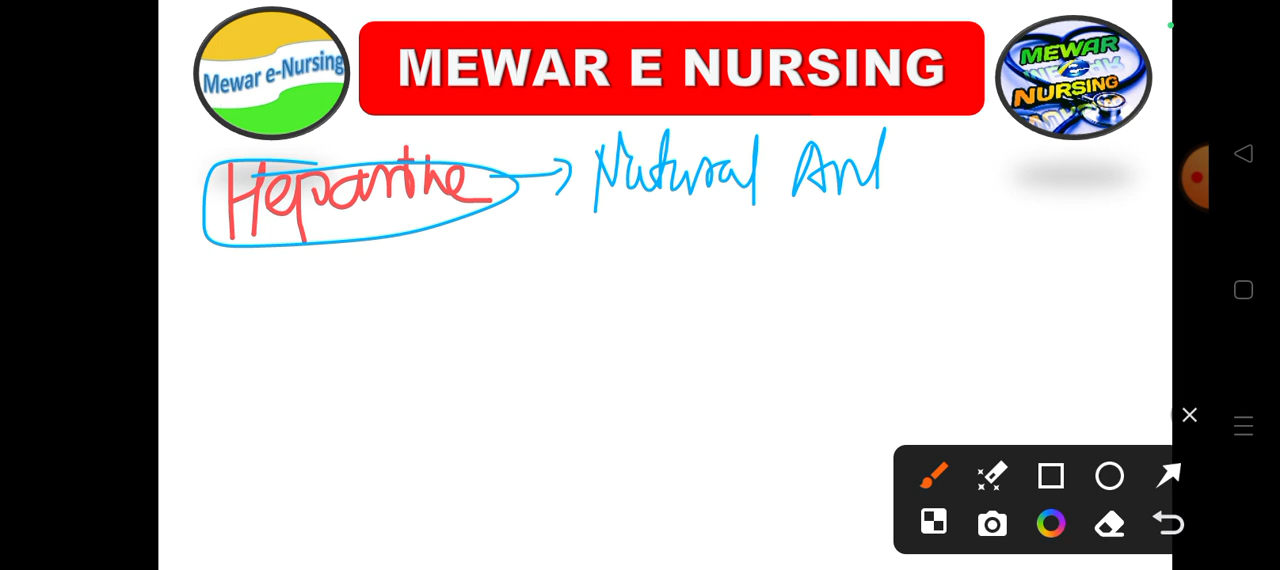 Mewar e-Nursing
MEWAR E NURSING
MEWAR
NURSING
Heparine → Natural Ant